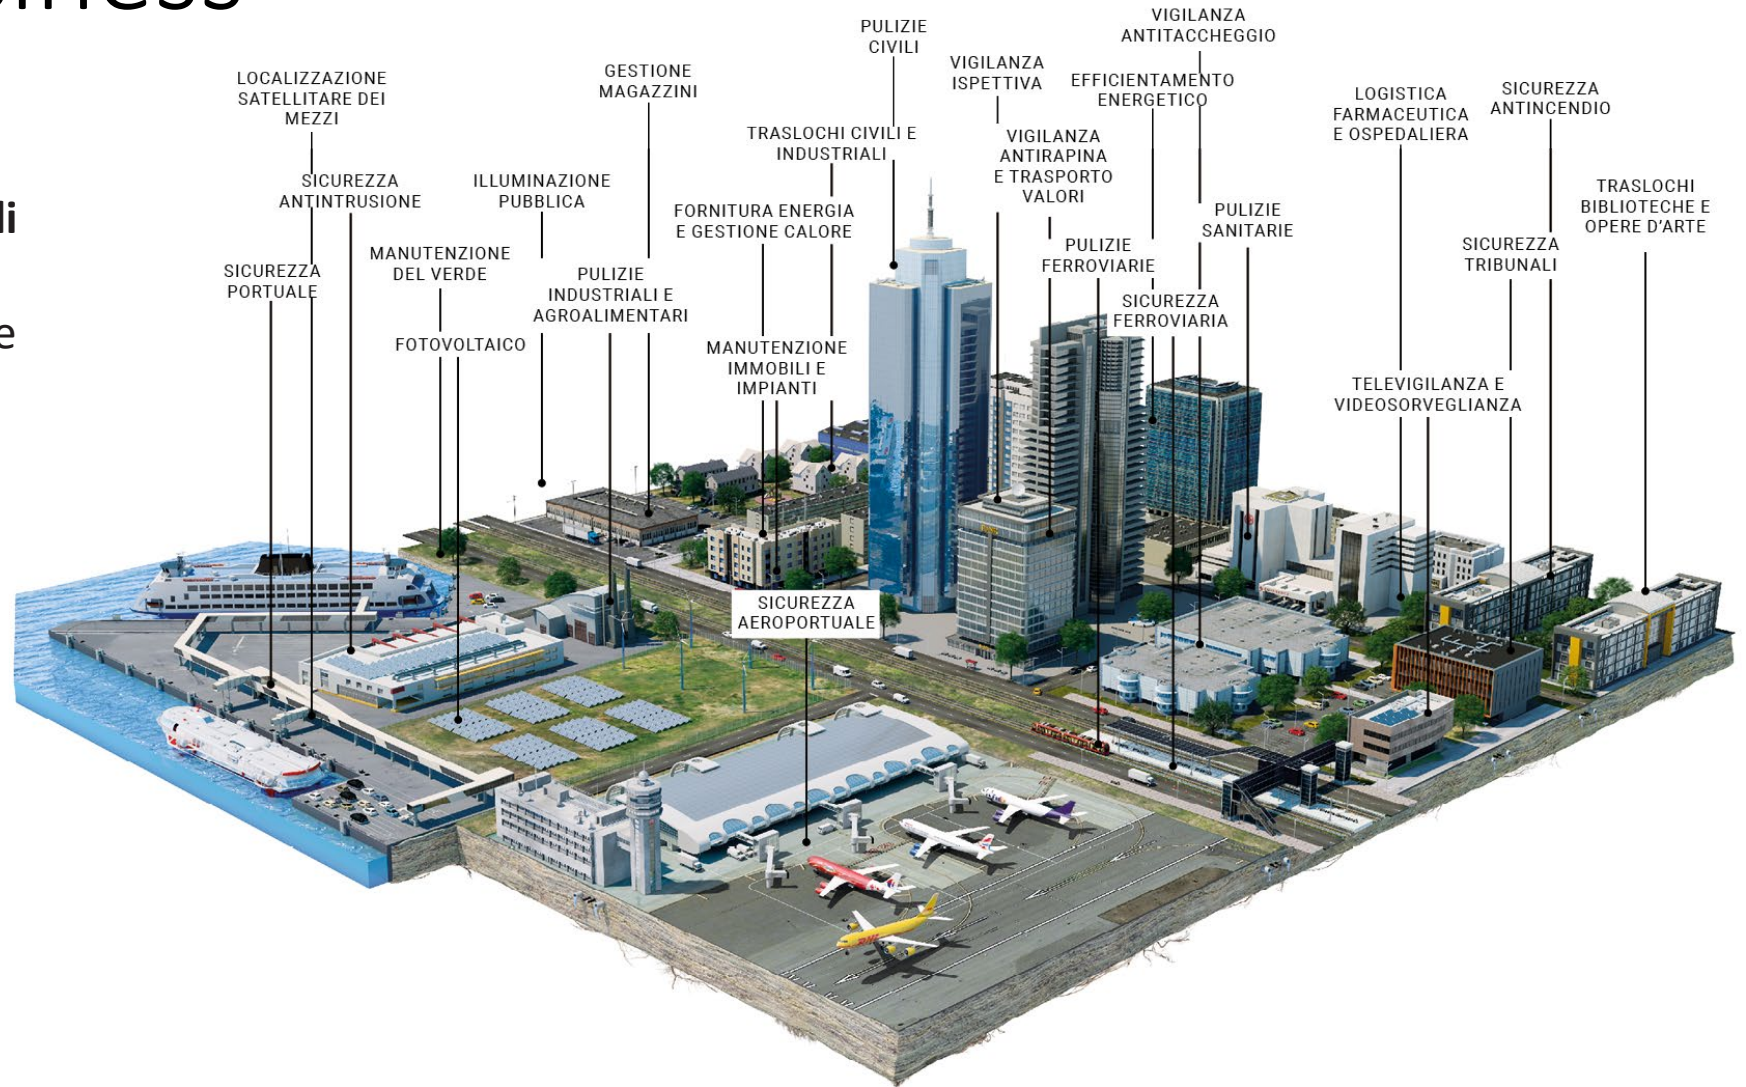 LOCALIZZAZIONE
SATELLITARE DEI
MEZZI
SICUREZZA
ANTINTRUSIONE
SICUREZZA
PORTUALE
MANUTENZIONE
DEL VERDE
FOTOVOLTAICO
ILLUMINAZIONE
PUBBLICA
GESTIONE
MAGAZZINI
PULIZIE
INDUSTRIALI E
AGROALIMENTARI
TRASLOCHI CIVILI E
INDUSTRIALI
FORNITURA ENERGIA
E GESTIONE CALORE
MANUTENZIONE
IMMOBILI E
IMPIANTI
PULIZIE
CIVILI
VIGILANZA
ISPETTIVA
VIGILANZA
ANTIRAPINA
E TRASPORTO
VALORI
VIGILANZA
ANTITACCHEGGIO
EFFICIENTAMENTO
ENERGETICO
PULIZIE
FERROVIARIE
SICUREZZA
FERROVIARIA
PULIZIE
SANITARIE
LOGISTICA
FARMACEUTICA
E OSPEDALIERA
SICUREZZA
ANTINCENDIO
TRASLOCHI
BIBLIOTECHE E
OPERE D'ARTE
SICUREZZA
TRIBUNALI
TELEVIGILANZA E
VIDEOSORVEGLIANZA
SICUREZZA
AEROPORTUALE
e